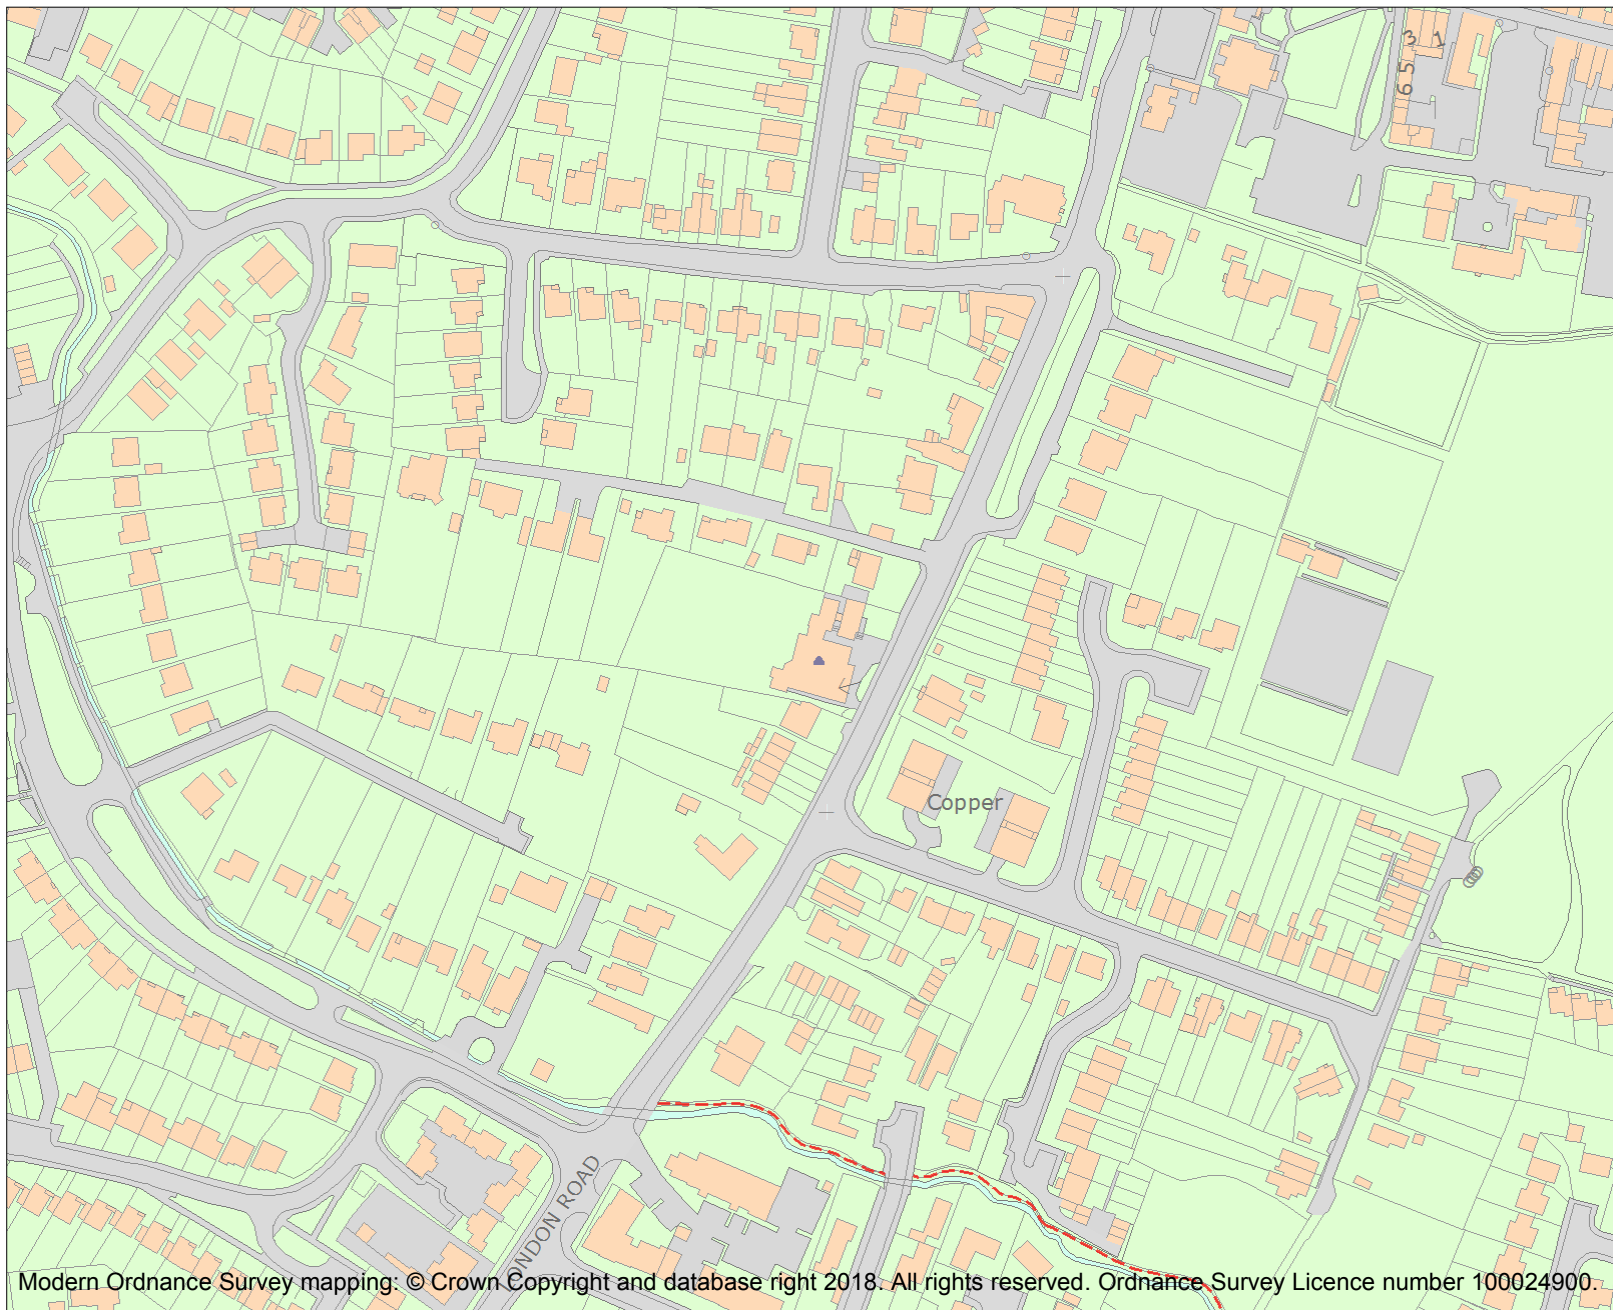 3 1
6 5
Copper
ONDON ROAD
Modern Ordnance Survey mapping: © Crown Copyright and database right 2018. All rights reserved. Ordnance Survey Licence number 100024900.